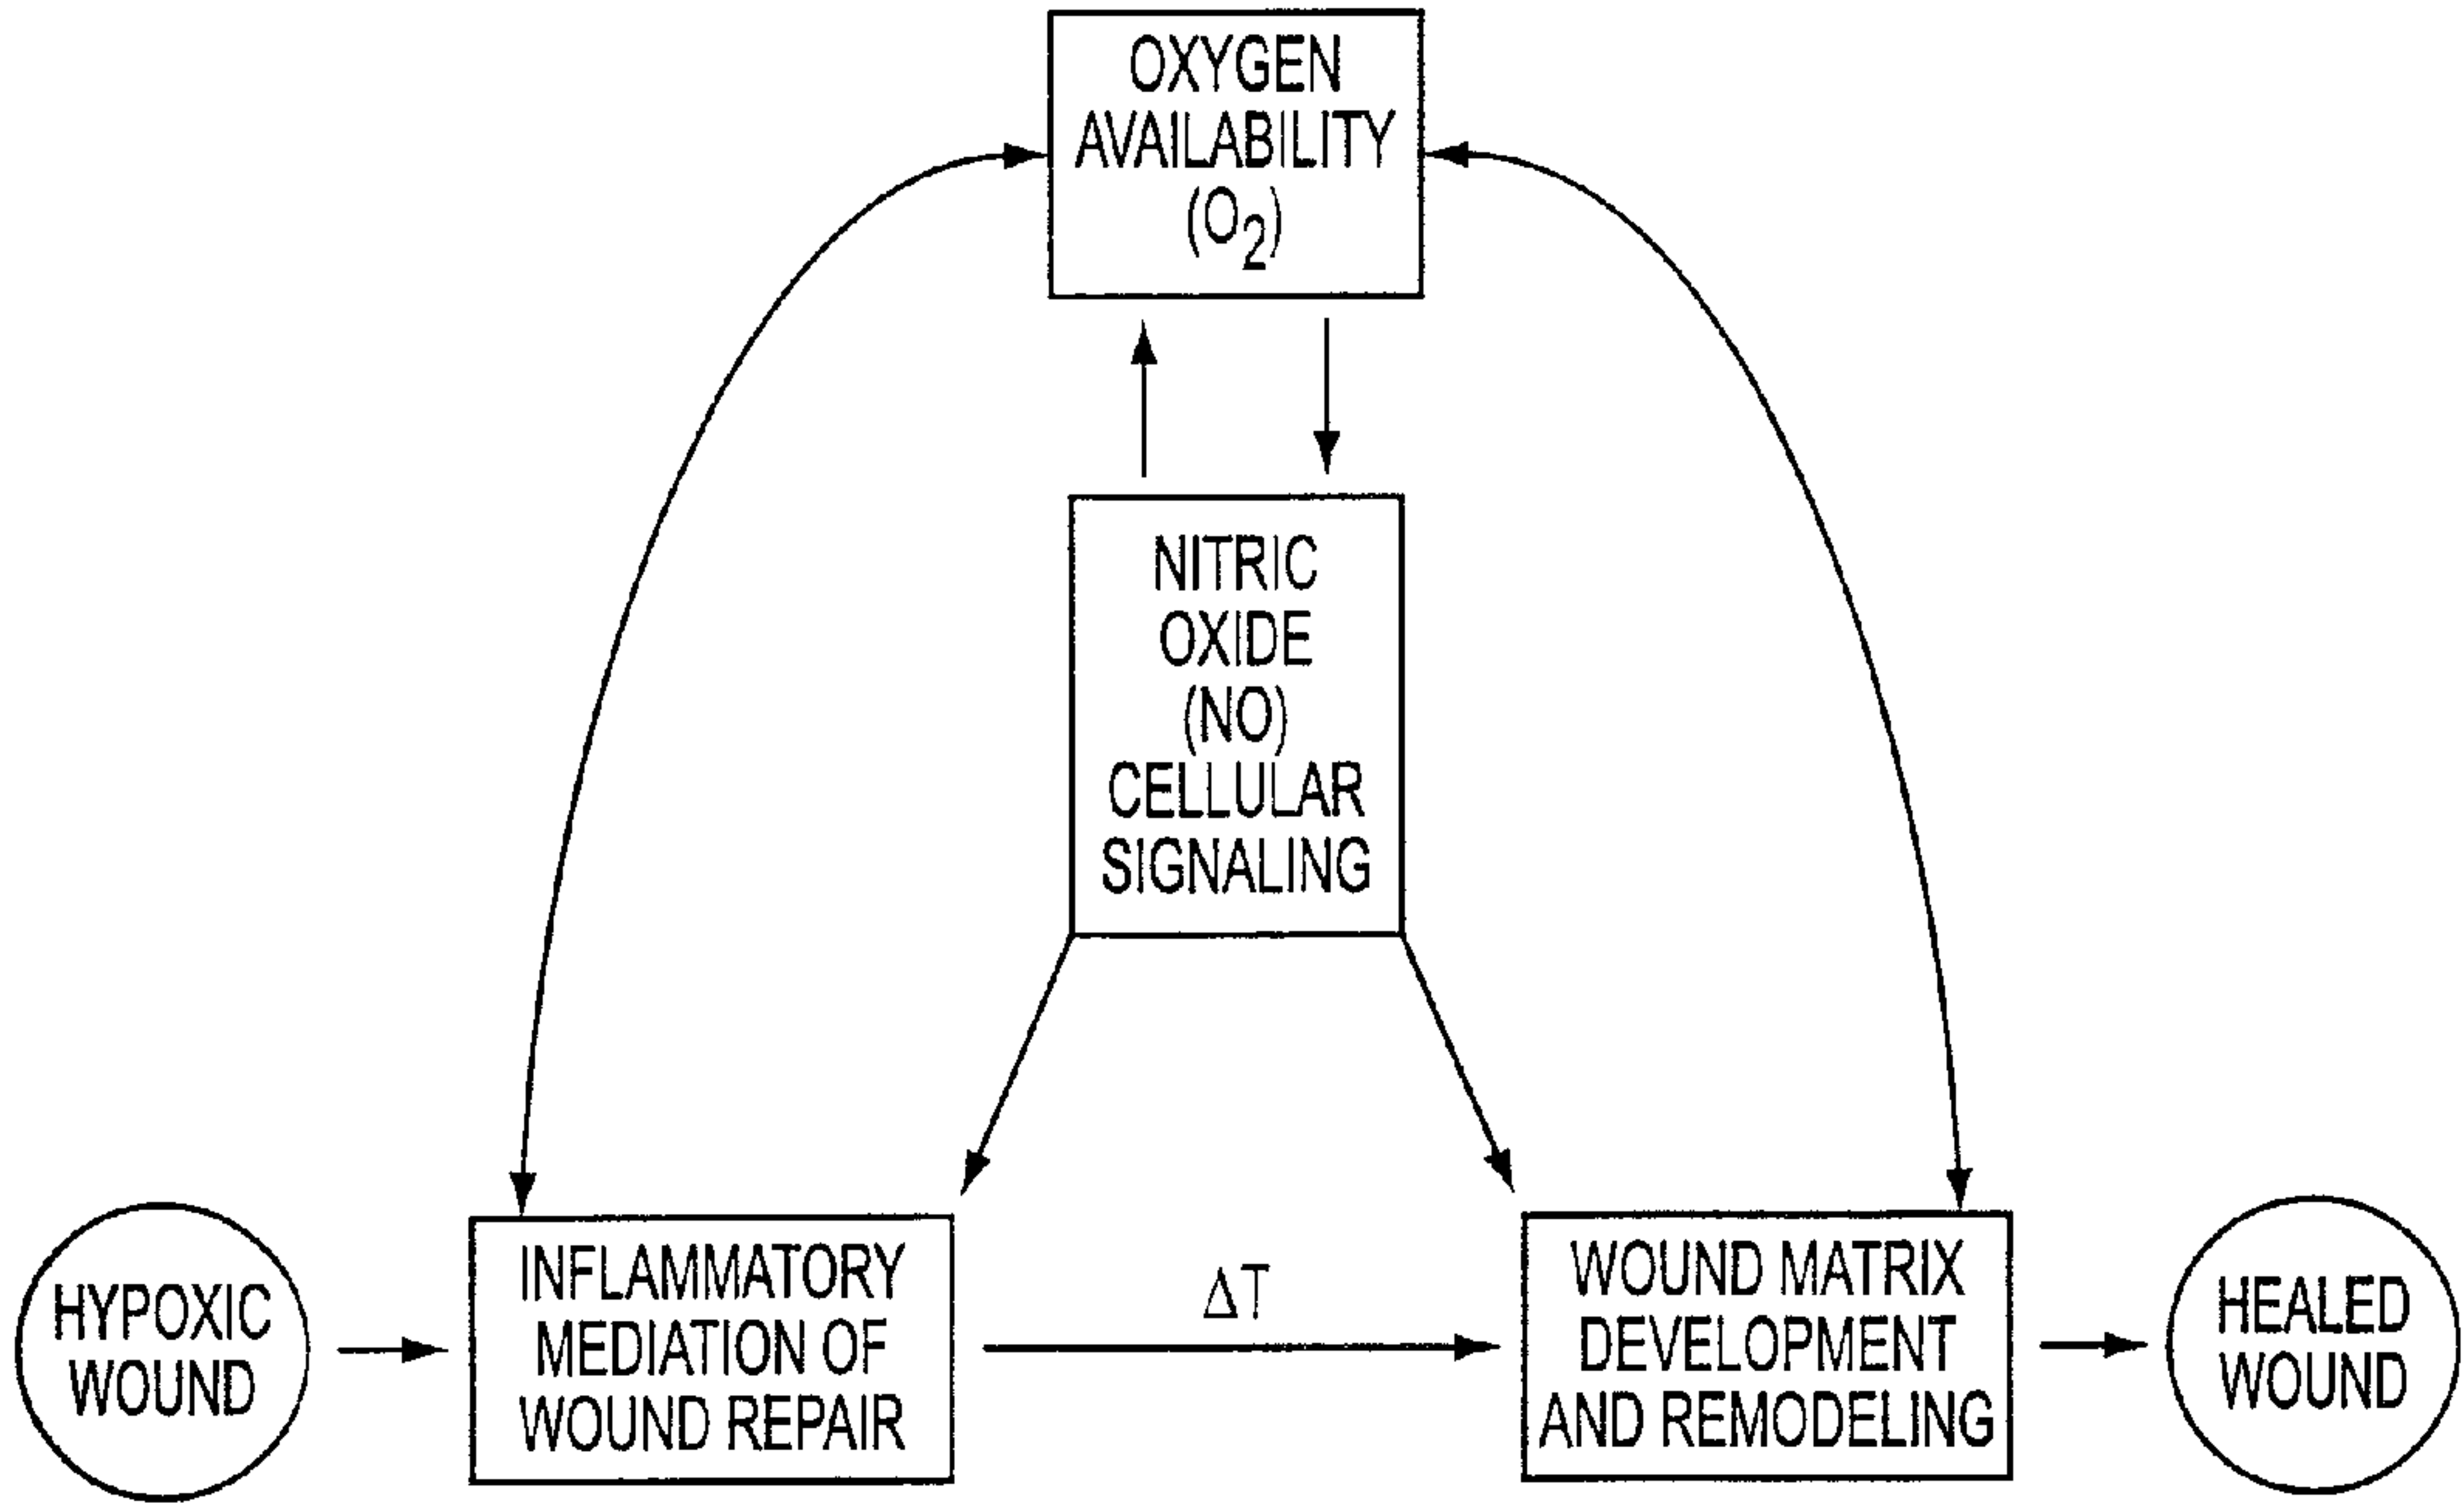 OXYGEN
AVAILABILITY
(O₂)
NITRIC
OXIDE
(NO)
CELLULAR
SIGNALING
HYPOXIC
WOUND
INFLAMMATORY
MEDIATION OF
WOUND REPAIR
ΔT
WOUND MATRIX
DEVELOPMENT
AND REMODELING
HEALED
WOUND